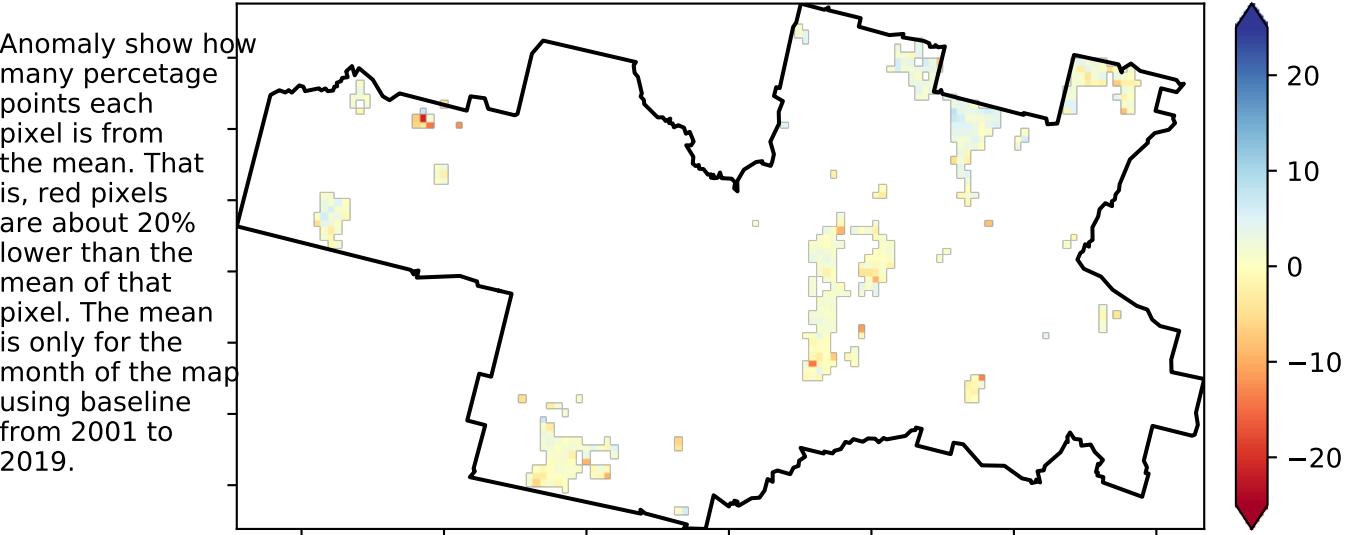 Anomaly show how
many percetage
points each
pixel is from
the mean. That
is, red pixels
are about 20%
lower than the
mean of that
pixel. The mean
is only for the
month of the map
using baseline
from 2001 to
2019.
20
10
0
−10
−20